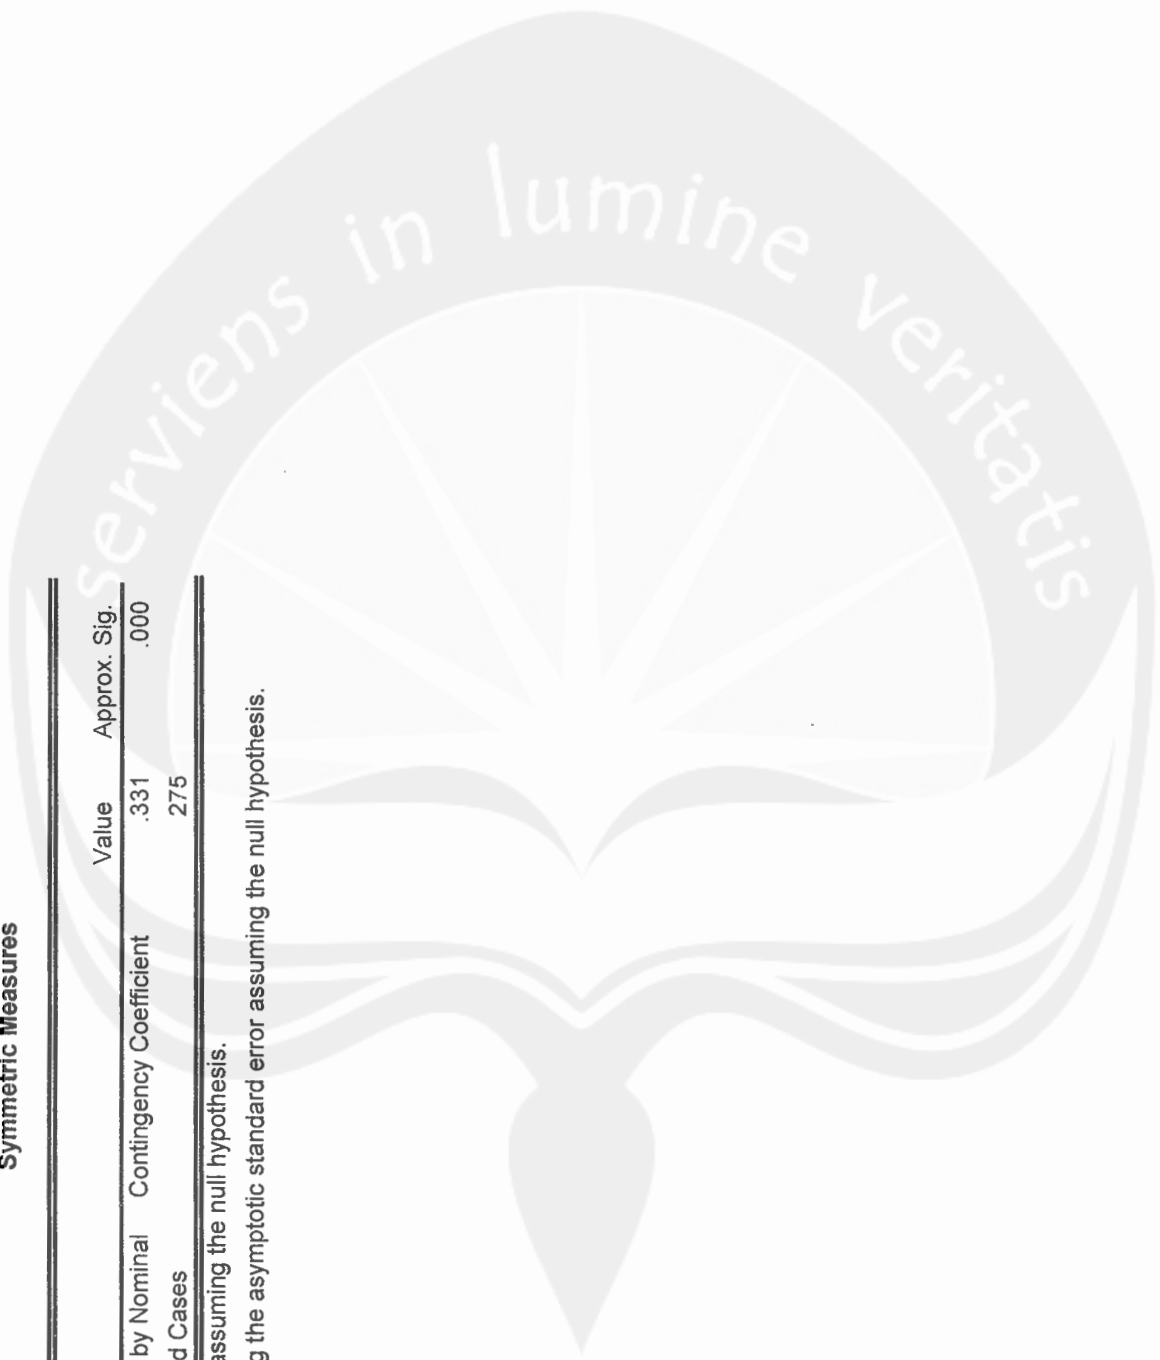 serviens in lumine veritatis
Symmetric Measures
Value Approx. Sig.
by Nominal Contingency Coefficient .331 .000
d Cases 275
assuming the null hypothesis.
g the asymptotic standard error assuming the null hypothesis.